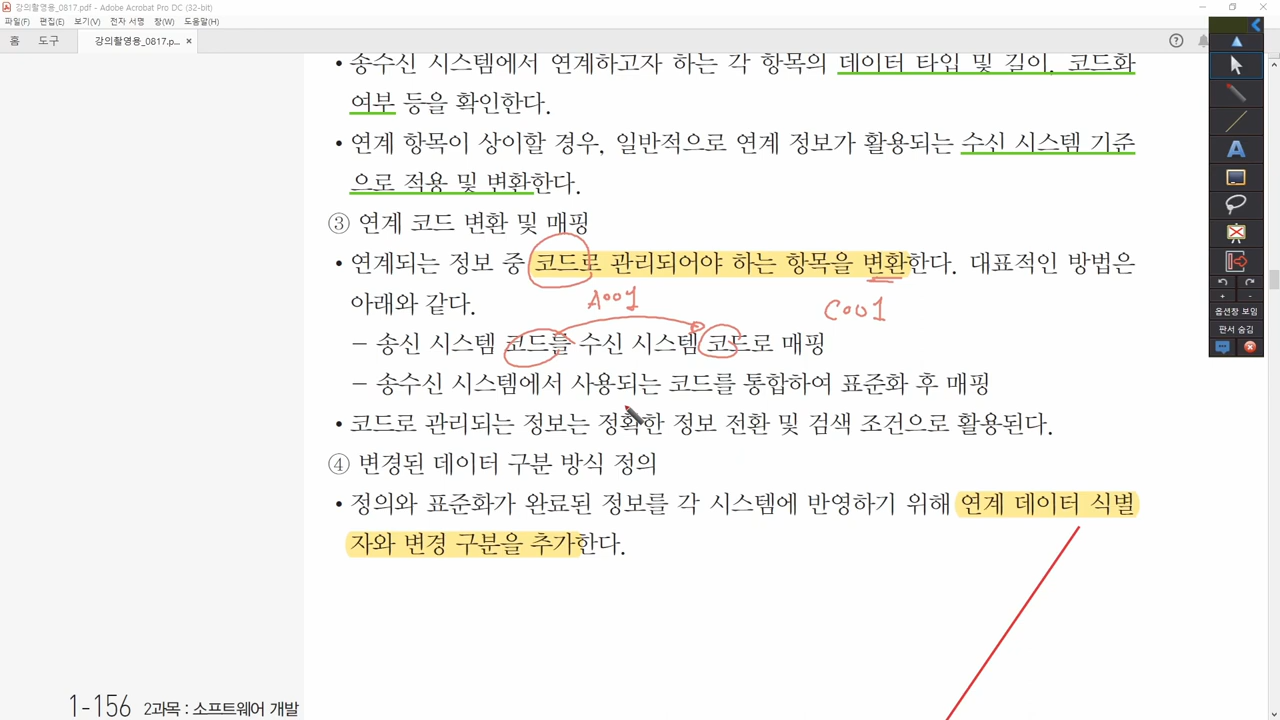 강의촬영용_0817.pdf - Adobe Acrobat Pro DC (32-bit)
파일(F) 편집(E) 보기(V) 전자 서명 창(W) 도움말(H)
홈 도구 강의촬영용_0817.p... ×
• 송수신 시스템에서 연계하고자 하는 각 항목의 데이터 타입 및 길이, 코드화
여부 등을 확인한다.
• 연계 항목이 상이할 경우, 일반적으로 연계 정보가 활용되는 수신 시스템 기준
으로 적용 및 변환한다.
③ 연계 코드 변환 및 매핑
• 연계되는 정보 중 코드로 관리되어야 하는 항목을 변환한다. 대표적인 방법은
아래와 같다.
A001 C001
– 송신 시스템 코드를 수신 시스템 코드로 매핑
– 송수신 시스템에서 사용되는 코드를 통합하여 표준화 후 매핑
• 코드로 관리되는 정보는 정확한 정보 전환 및 검색 조건으로 활용된다.
④ 변경된 데이터 구분 방식 정의
• 정의와 표준화가 완료된 정보를 각 시스템에 반영하기 위해 연계 데이터 식별
자와 변경 구분을 추가한다.
1-156 2과목 : 소프트웨어 개발
옵션창 보임
판서 숨김